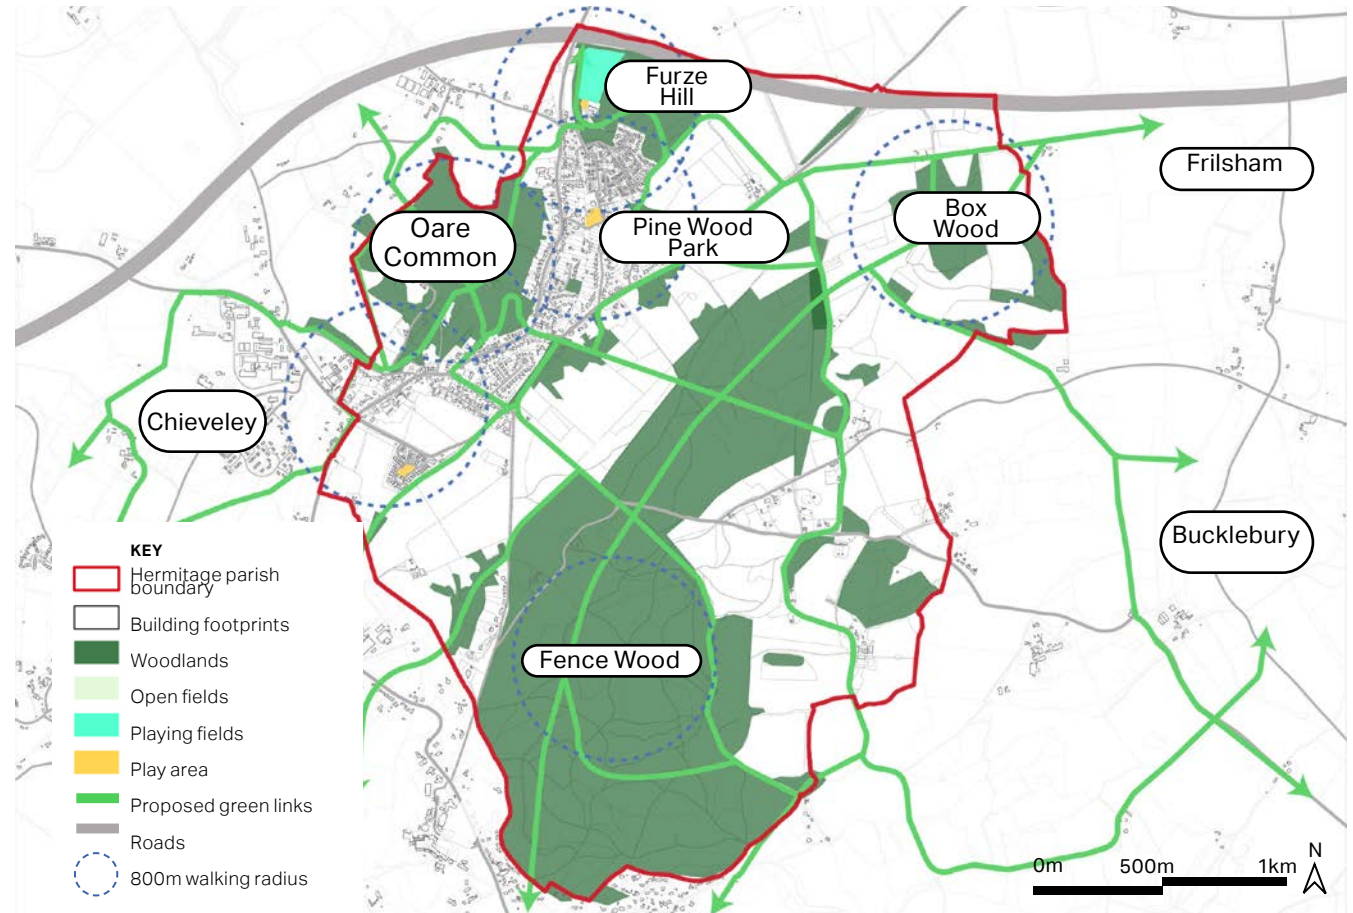 Furze
Hill
Frilsham
Oare
Common
Pine Wood
Park
Box
Wood
Chieveley
Bucklebury
Fence Wood
KEY
Hermitage parish
boundary
Building footprints
Woodlands
Open fields
Playing fields
Play area
Proposed green links
Roads
800m walking radius
0m 500m 1km
N